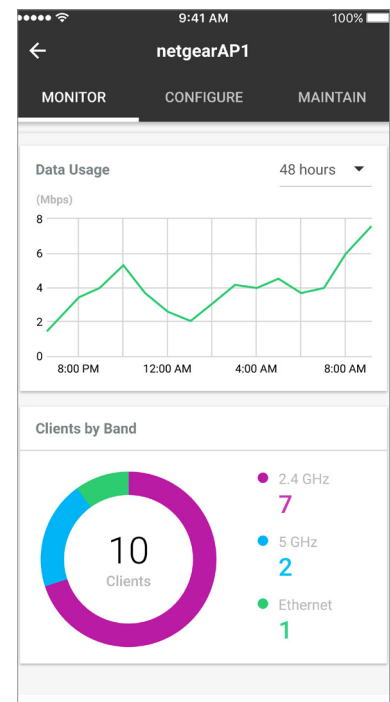 9:41 AM 100%
netgearAP1
MONITOR CONFIGURE MAINTAIN
Data Usage 48 hours
(Mbps)
8
6
4
2
0
8:00 PM 12:00 AM 4:00 AM 8:00 AM
Clients by Band
10
Clients
2.4 GHz
7
5 GHz
2
Ethernet
1